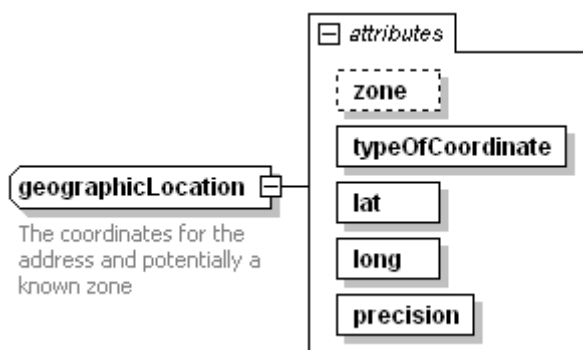 attributes
zone
typeOfCoordinate
geographicLocation
lat
The coordinates for the
address and potentially a
known zone
long
precision